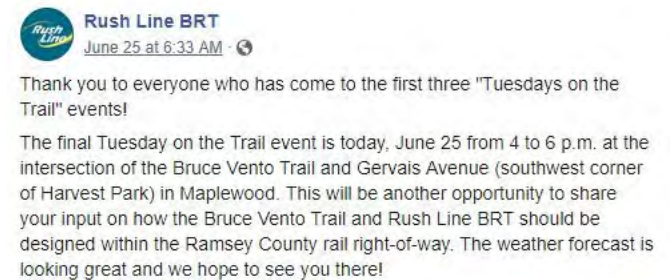 Rush Line
Rush Line BRT
June 25 at 6:33 AM ·
Thank you to everyone who has come to the first three "Tuesdays on the
Trail" events!
The final Tuesday on the Trail event is today, June 25 from 4 to 6 p.m. at the
intersection of the Bruce Vento Trail and Gervais Avenue (southwest corner
of Harvest Park) in Maplewood. This will be another opportunity to share
your input on how the Bruce Vento Trail and Rush Line BRT should be
designed within the Ramsey County rail right-of-way. The weather forecast is
looking great and we hope to see you there!